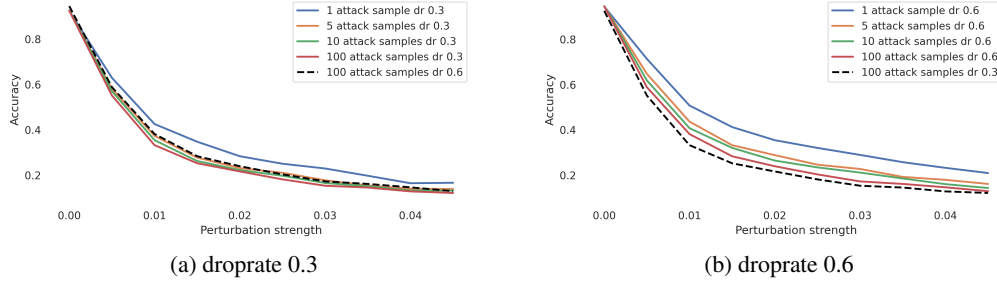 1 attack sample dr 0.3
5 attack samples dr 0.3
10 attack samples dr 0.3
100 attack samples dr 0.3
100 attack samples dr 0.6
0.8
0.6
0.4
0.2
Accuracy
0.00 0.01 0.02 0.03 0.04
Perturbation strength
(a) droprate 0.3
1 attack sample dr 0.6
5 attack samples dr 0.6
10 attack samples dr 0.6
100 attack samples dr 0.6
100 attack samples dr 0.3
0.8
0.6
0.4
0.2
Accuracy
0.00 0.01 0.02 0.03 0.04
Perturbation strength
(b) droprate 0.6